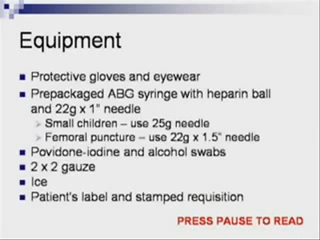 Equipment
Protective gloves and eyewear
Prepackaged ABG syringe with heparin ball
and 22g x 1" needle
Small children – use 25g needle
Femoral puncture – use 22g x 1.5" needle
Povidone-iodine and alcohol swabs
2 x 2 gauze
Ice
Patient's label and stamped requisition
PRESS PAUSE TO READ